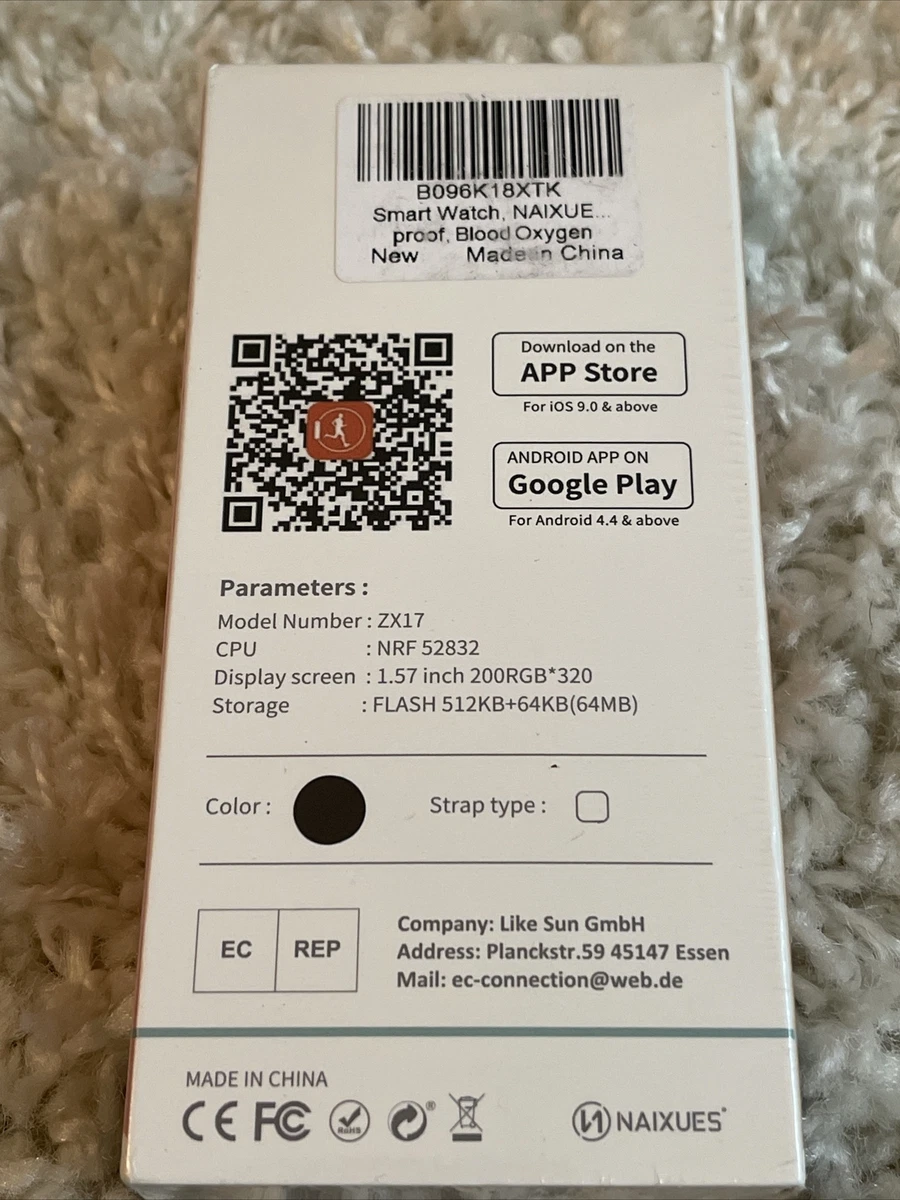 B096K18XTK
Smart Watch, NAIXUE...
proof, Blood Oxygen
New Made in China
Download on the
APP Store
For iOS 9.0 & above
ANDROID APP ON
Google Play
For Android 4.4 & above
Parameters :
Model Number : ZX17
CPU : NRF 52832
Display screen : 1.57 inch 200RGB*320
Storage : FLASH 512KB+64KB(64MB)
Color :
Strap type :
EC REP
Company: Like Sun GmbH
Address: Planckstr.59 45147 Essen
Mail: ec-connection@web.de
MADE IN CHINA
CE FC RoHS ® NAIXUES®